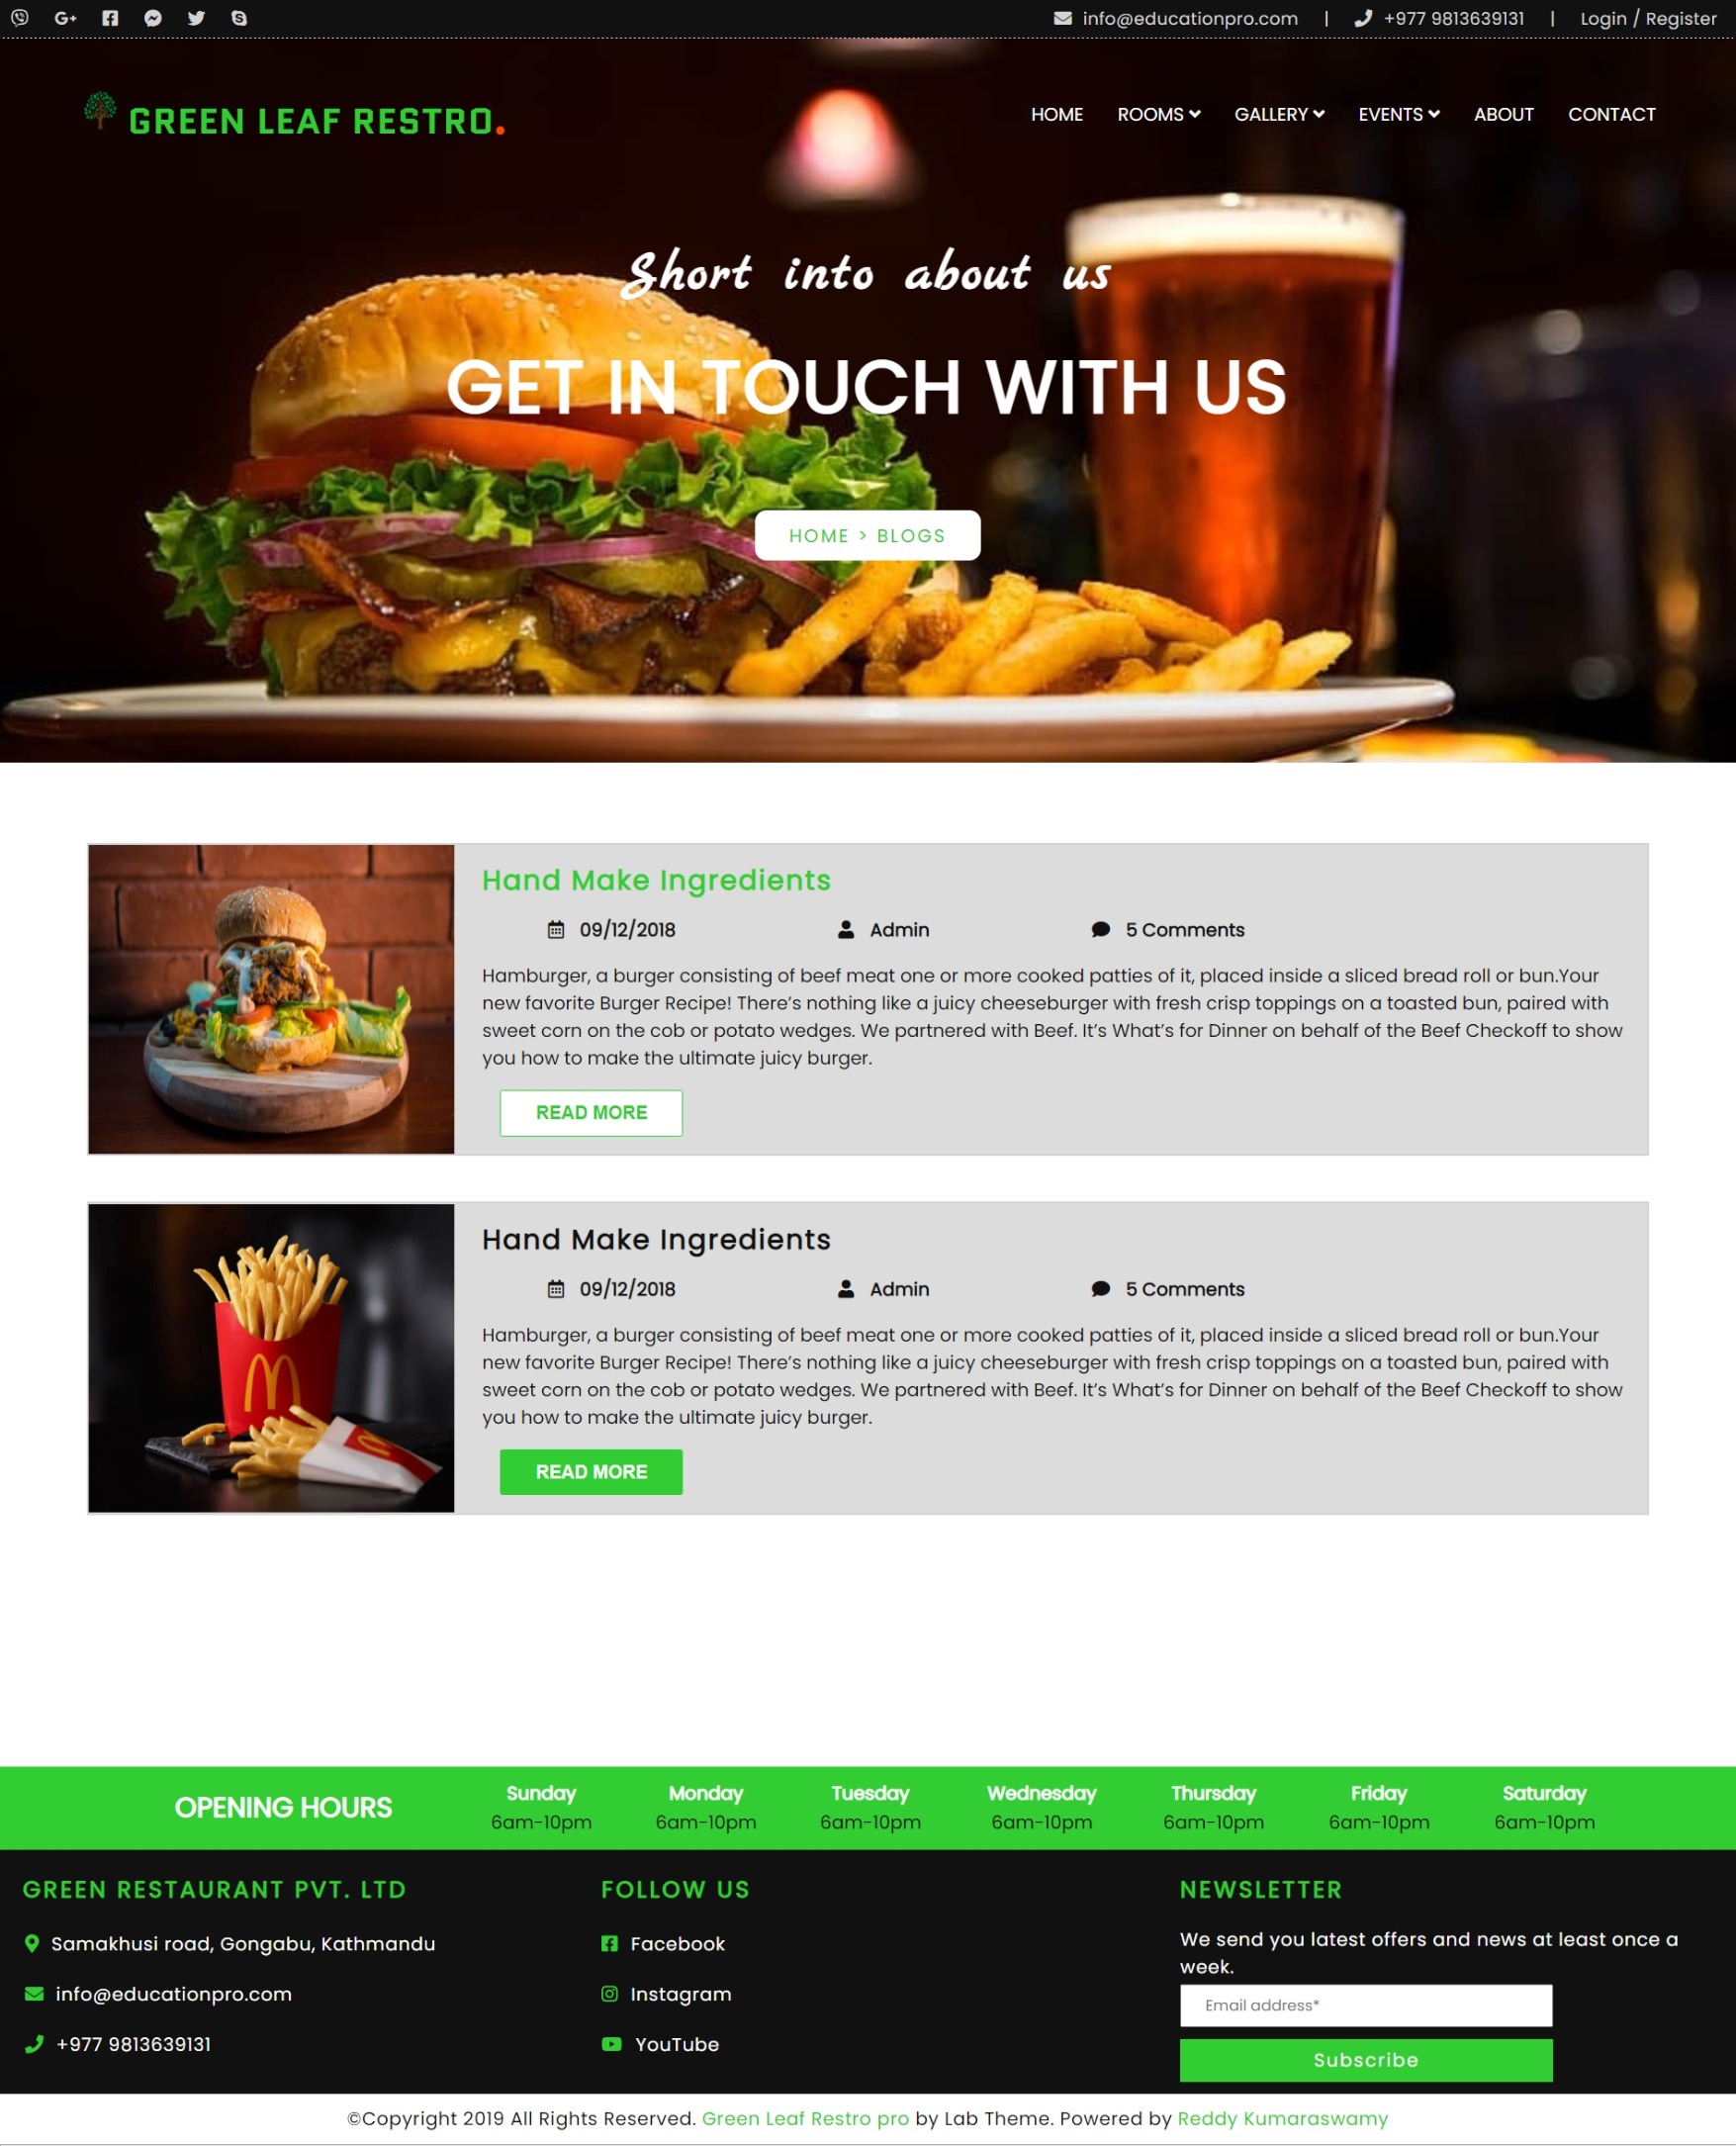 info@educationpro.com | +977 9813639131 | Login / Register
GREEN LEAF RESTRO.
HOME ROOMS GALLERY EVENTS ABOUT CONTACT
Short into about us
GET IN TOUCH WITH US
HOME > BLOGS
Hand Make Ingredients
09/12/2018 Admin 5 Comments
Hamburger, a burger consisting of beef meat one or more cooked patties of it, placed inside a sliced bread roll or bun.Your
new favorite Burger Recipe! There's nothing like a juicy cheeseburger with fresh crisp toppings on a toasted bun, paired with
sweet corn on the cob or potato wedges. We partnered with Beef. It's What's for Dinner on behalf of the Beef Checkoff to show
you how to make the ultimate juicy burger.
READ MORE
Hand Make Ingredients
09/12/2018 Admin 5 Comments
Hamburger, a burger consisting of beef meat one or more cooked patties of it, placed inside a sliced bread roll or bun.Your
new favorite Burger Recipe! There's nothing like a juicy cheeseburger with fresh crisp toppings on a toasted bun, paired with
sweet corn on the cob or potato wedges. We partnered with Beef. It's What's for Dinner on behalf of the Beef Checkoff to show
you how to make the ultimate juicy burger.
READ MORE
OPENING HOURS
Sunday Monday Tuesday Wednesday Thursday Friday Saturday
6am-10pm 6am-10pm 6am-10pm 6am-10pm 6am-10pm 6am-10pm 6am-10pm
GREEN RESTAURANT PVT. LTD
Samakhusi road, Gongabu, Kathmandu
info@educationpro.com
+977 9813639131
FOLLOW US
Facebook
Instagram
YouTube
NEWSLETTER
We send you latest offers and news at least once a
week.
Email address*
Subscribe
©Copyright 2019 All Rights Reserved. Green Leaf Restro pro by Lab Theme. Powered by Reddy Kumaraswamy